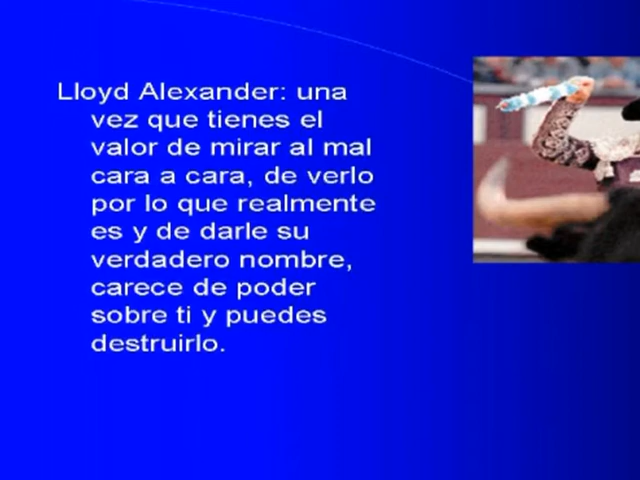 Lloyd Alexander: una
vez que tienes el
valor de mirar al mal
cara a cara, de verlo
por lo que realmente
es y de darle su
verdadero nombre,
carece de poder
sobre ti y puedes
destruirlo.